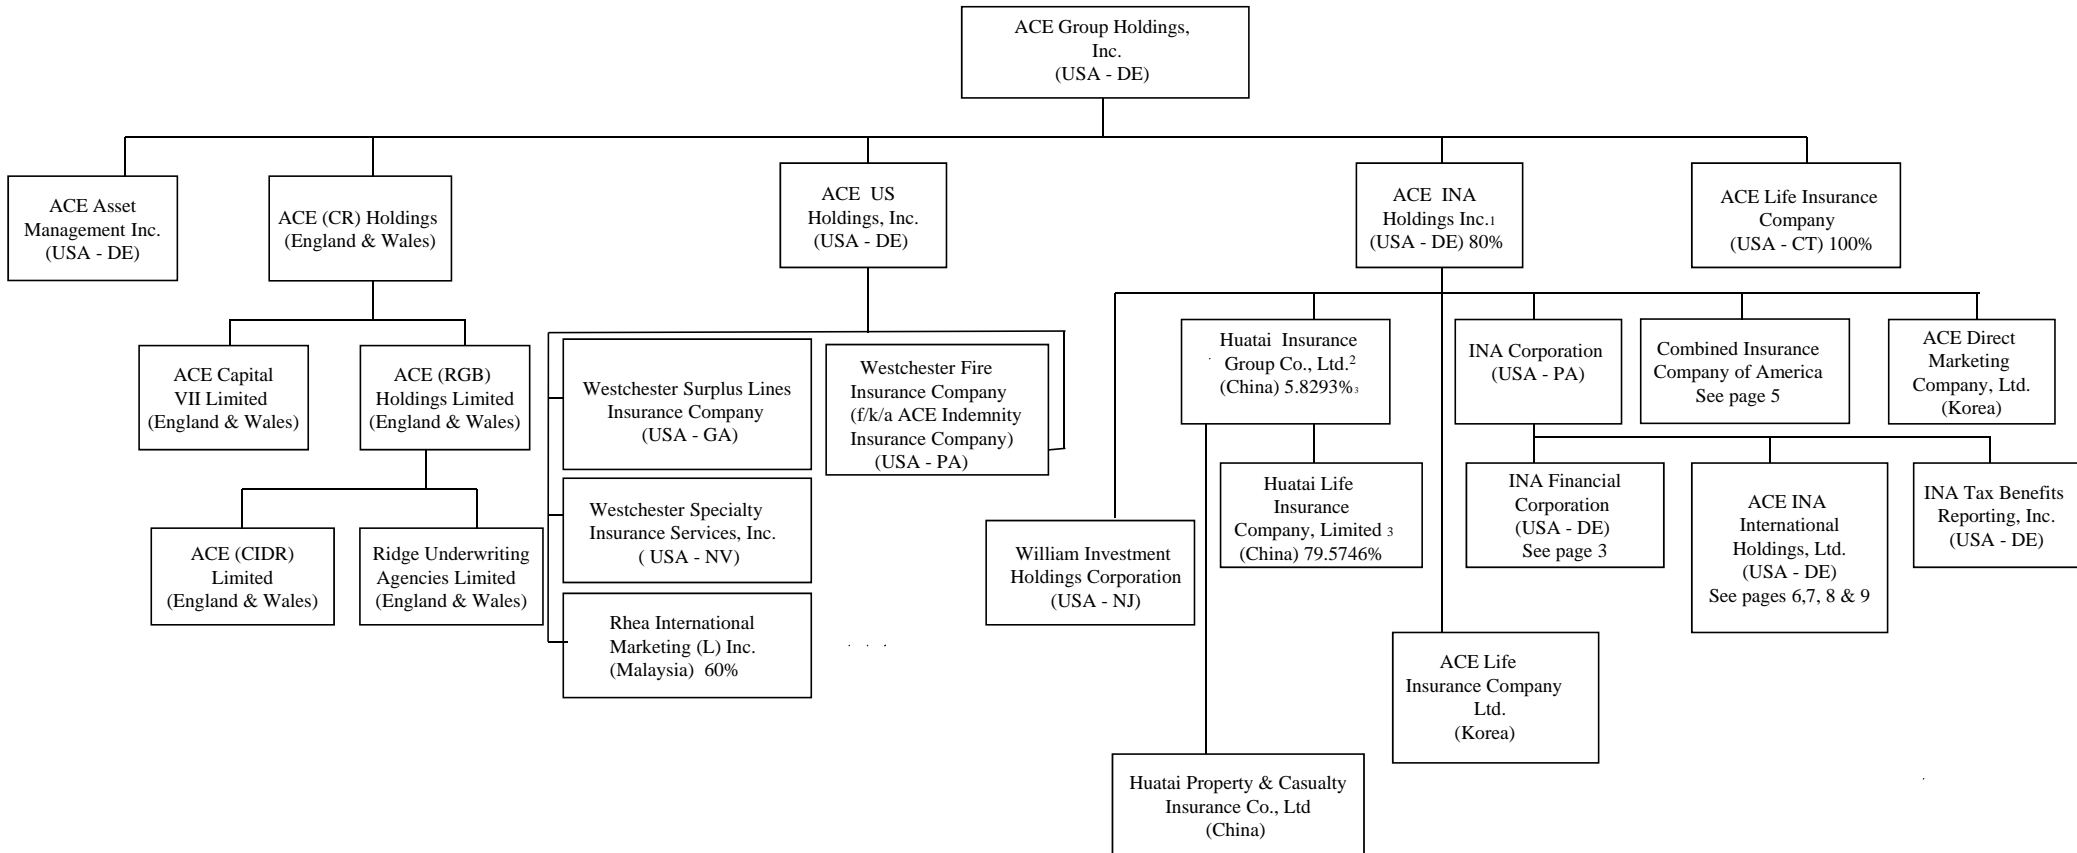 ACE Group Holdings,
Inc.
(USA - DE)
ACE Asset
Management Inc.
(USA - DE)
ACE (CR) Holdings
(England & Wales)
ACE US
Holdings, Inc.
(USA - DE)
ACE INA
Holdings Inc.1
(USA - DE) 80%
ACE Life Insurance
Company
(USA - CT) 100%
ACE Capital
VII Limited
(England & Wales)
ACE (RGB)
Holdings Limited
(England & Wales)
Westchester Surplus Lines
Insurance Company
(USA - GA)
Westchester Fire
Insurance Company
(f/k/a ACE Indemnity
Insurance Company)
(USA - PA)
Huatai Insurance
Group Co., Ltd.2
(China) 5.8293%3
INA Corporation
(USA - PA)
Combined Insurance
Company of America
See page 5
ACE Direct
Marketing
Company, Ltd.
(Korea)
ACE (CIDR)
Limited
(England & Wales)
Ridge Underwriting
Agencies Limited
(England & Wales)
Westchester Specialty
Insurance Services, Inc.
( USA - NV)
Rhea International
Marketing (L) Inc.
(Malaysia) 60%
William Investment
Holdings Corporation
(USA - NJ)
Huatai Life
Insurance
Company, Limited 3
(China) 79.5746%
INA Financial
Corporation
(USA - DE)
See page 3
ACE INA
International
Holdings, Ltd.
(USA - DE)
See pages 6,7, 8 & 9
INA Tax Benefits
Reporting, Inc.
(USA - DE)
ACE Life
Insurance Company
Ltd.
(Korea)
Huatai Property & Casualty
Insurance Co., Ltd
(China)